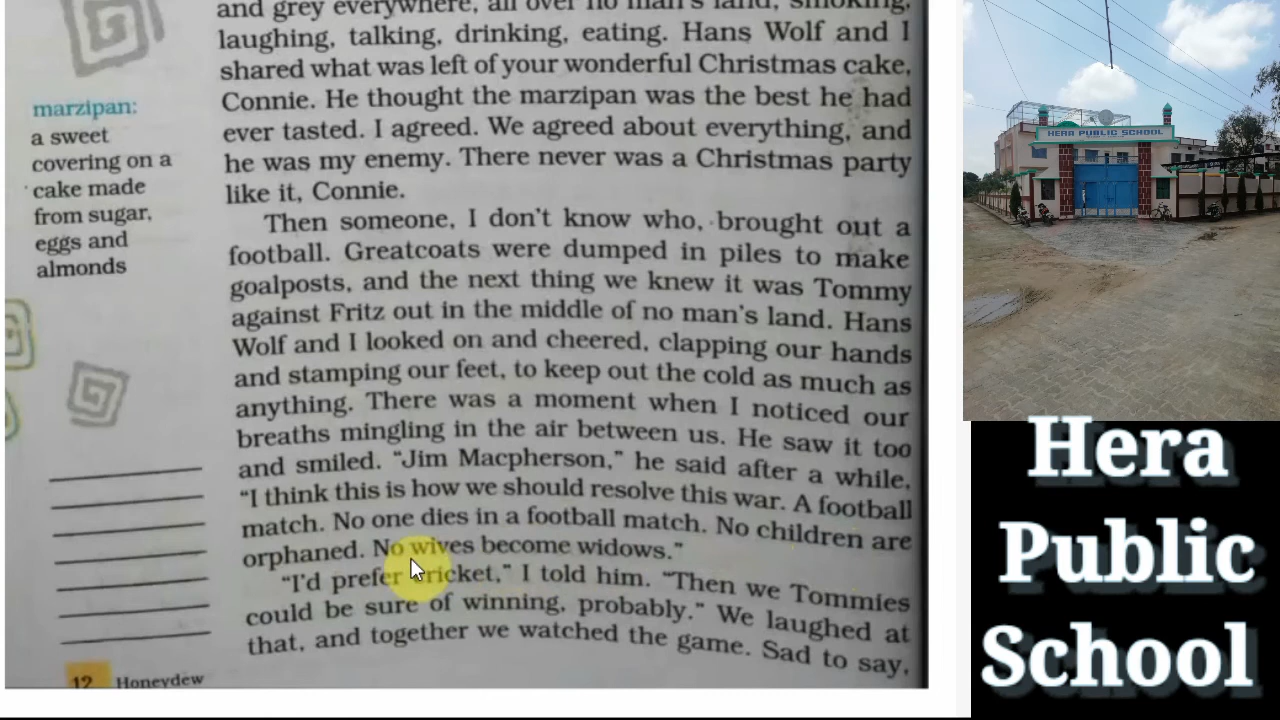 and grey everywhere, all over no man's land, smoking,
laughing, talking, drinking, eating. Hans Wolf and I
shared what was left of your wonderful Christmas cake,
Connie. He thought the marzipan was the best he had
ever tasted. I agreed. We agreed about everything, and
he was my enemy. There never was a Christmas party
like it, Connie.
Then someone, I don't know who, brought out a
football. Greatcoats were dumped in piles to make
goalposts, and the next thing we knew it was Tommy
against Fritz out in the middle of no man's land. Hans
Wolf and I looked on and cheered, clapping our hands
and stamping our feet, to keep out the cold as much as
anything. There was a moment when I noticed our
breaths mingling in the air between us. He saw it too
and smiled. “Jim Macpherson,” he said after a while,
“I think this is how we should resolve this war. A football
match. No one dies in a football match. No children are
orphaned. No wives become widows.”
“I'd prefer cricket,” I told him. “Then we Tommies
could be sure of winning, probably.” We laughed at
that, and together we watched the game. Sad to say,
marzipan:
a sweet
covering on a
cake made
from sugar,
eggs and
almonds
12 Honeydew
HERA PUBLIC SCHOOL
Hera
Public
School